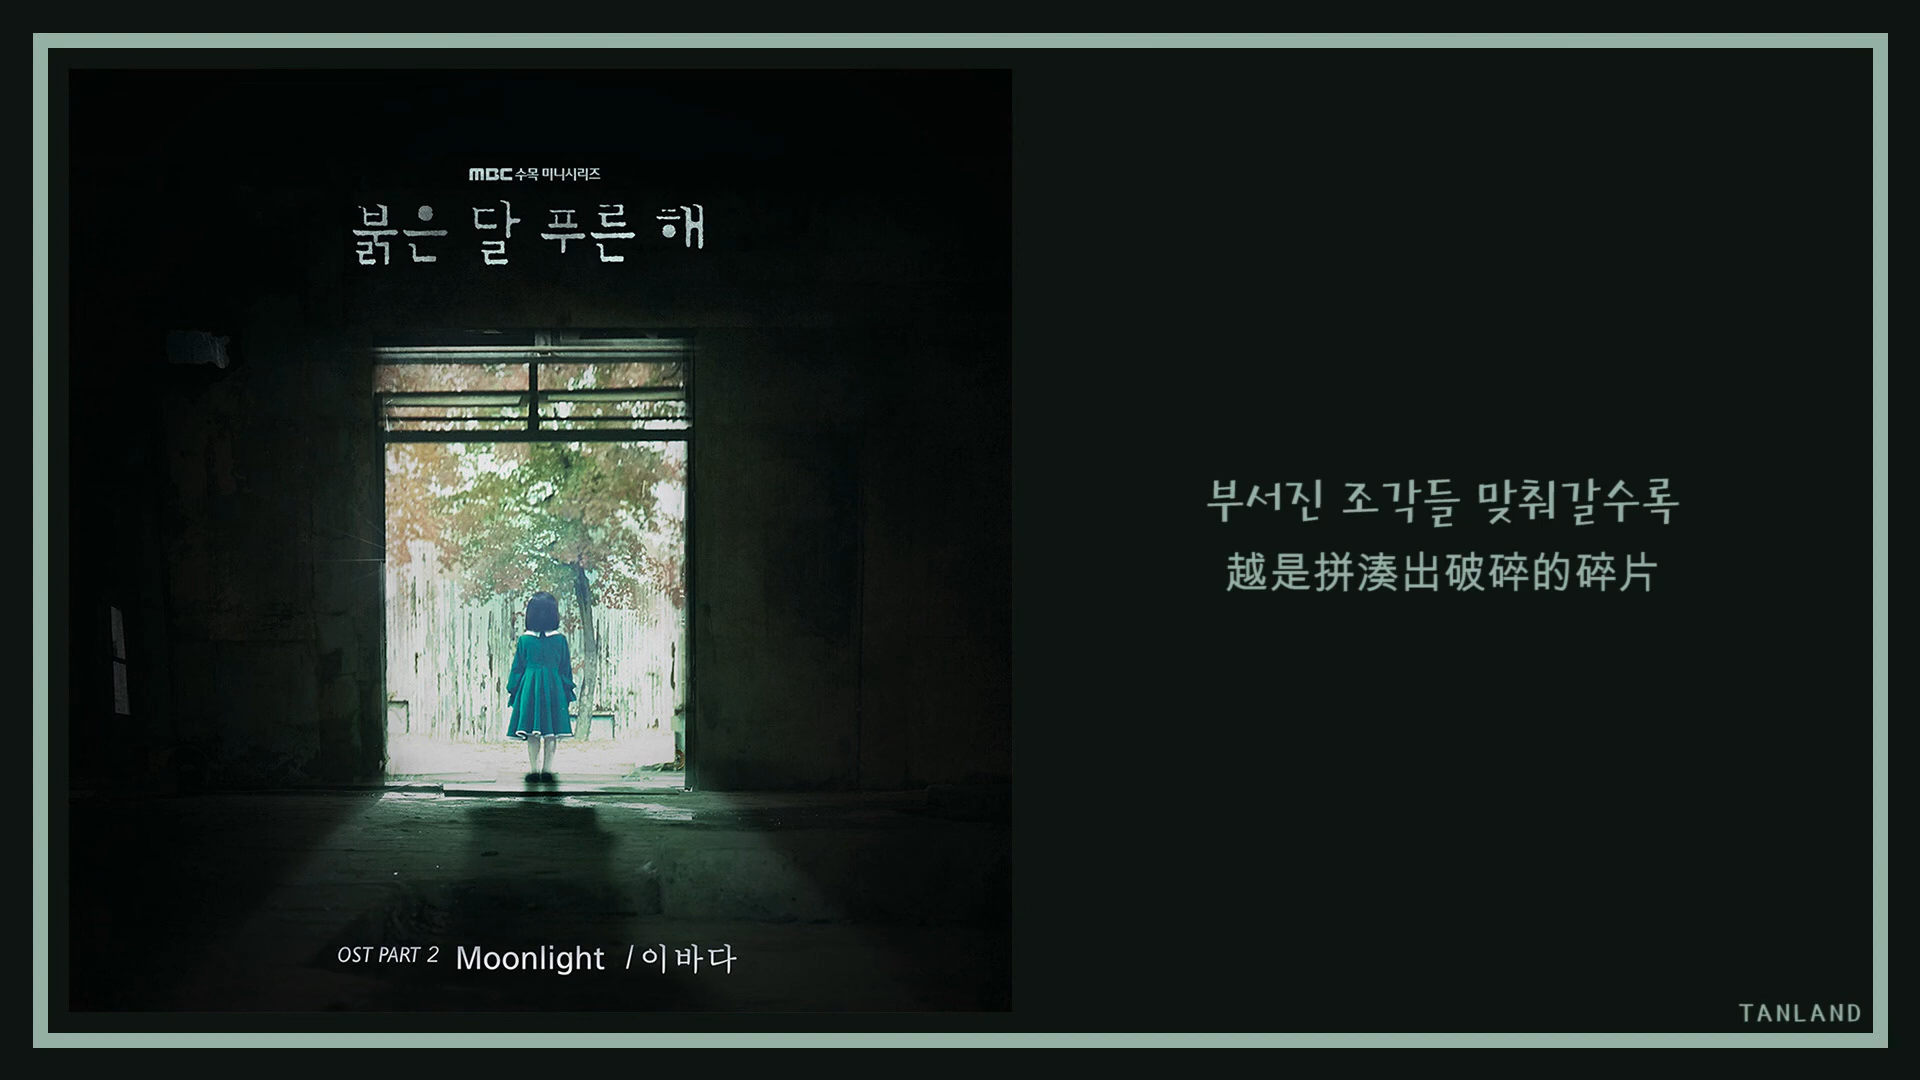 MBC 수목 미니시리즈
붉은 달 푸른 해
OST PART 2 Moonlight / 이바다
부서진 조각들 맞춰갈수록
越是拼湊出破碎的碎片
TANLAND